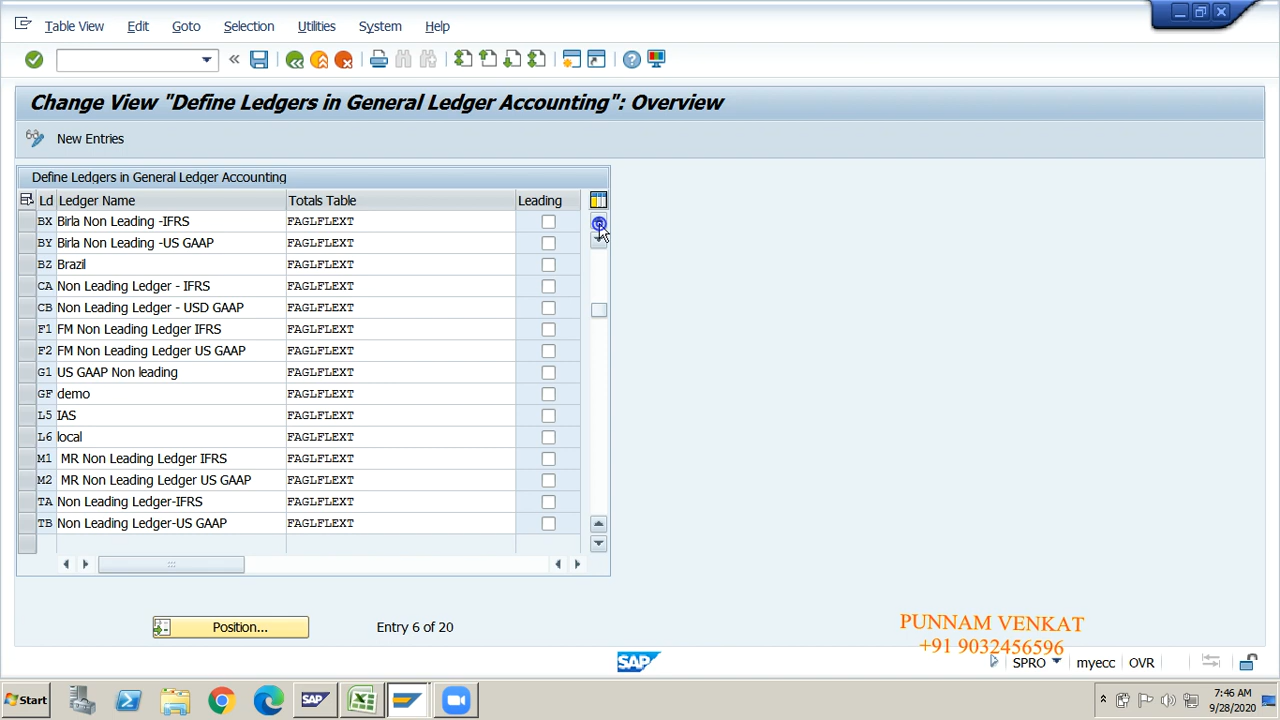 Table View Edit Goto Selection Utilities System Help
Change View "Define Ledgers in General Ledger Accounting": Overview
New Entries
Define Ledgers in General Ledger Accounting
Ld Ledger Name Totals Table Leading
BX Birla Non Leading -IFRS FAGLFLEXT
BY Birla Non Leading -US GAAP FAGLFLEXT
BZ Brazil FAGLFLEXT
CA Non Leading Ledger - IFRS FAGLFLEXT
CB Non Leading Ledger - USD GAAP FAGLFLEXT
F1 FM Non Leading Ledger IFRS FAGLFLEXT
F2 FM Non Leading Ledger US GAAP FAGLFLEXT
G1 US GAAP Non leading FAGLFLEXT
GF demo FAGLFLEXT
L5 IAS FAGLFLEXT
L6 local FAGLFLEXT
M1 MR Non Leading Ledger IFRS FAGLFLEXT
M2 MR Non Leading Ledger US GAAP FAGLFLEXT
TA Non Leading Ledger-IFRS FAGLFLEXT
TB Non Leading Ledger-US GAAP FAGLFLEXT
Position... Entry 6 of 20
PUNNAM VENKAT
+91 9032456596
SAP SPRO myecc OVR
Start SAP 7:46 AM
9/28/2020